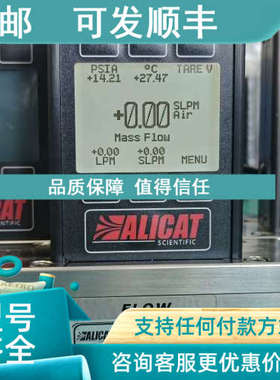 邮 可发顺丰
PSIA °C TARE V
+14.21 +27.47
+0.00 SLPM
Air
Mass Flow
+0.00 +0.00
LPM SLPM MENU
品质保障 值得信任
ALICAT
SCIENTIFIC
FLOW
号
ALICAT
全
支持任何付款方
咨询客服更优惠